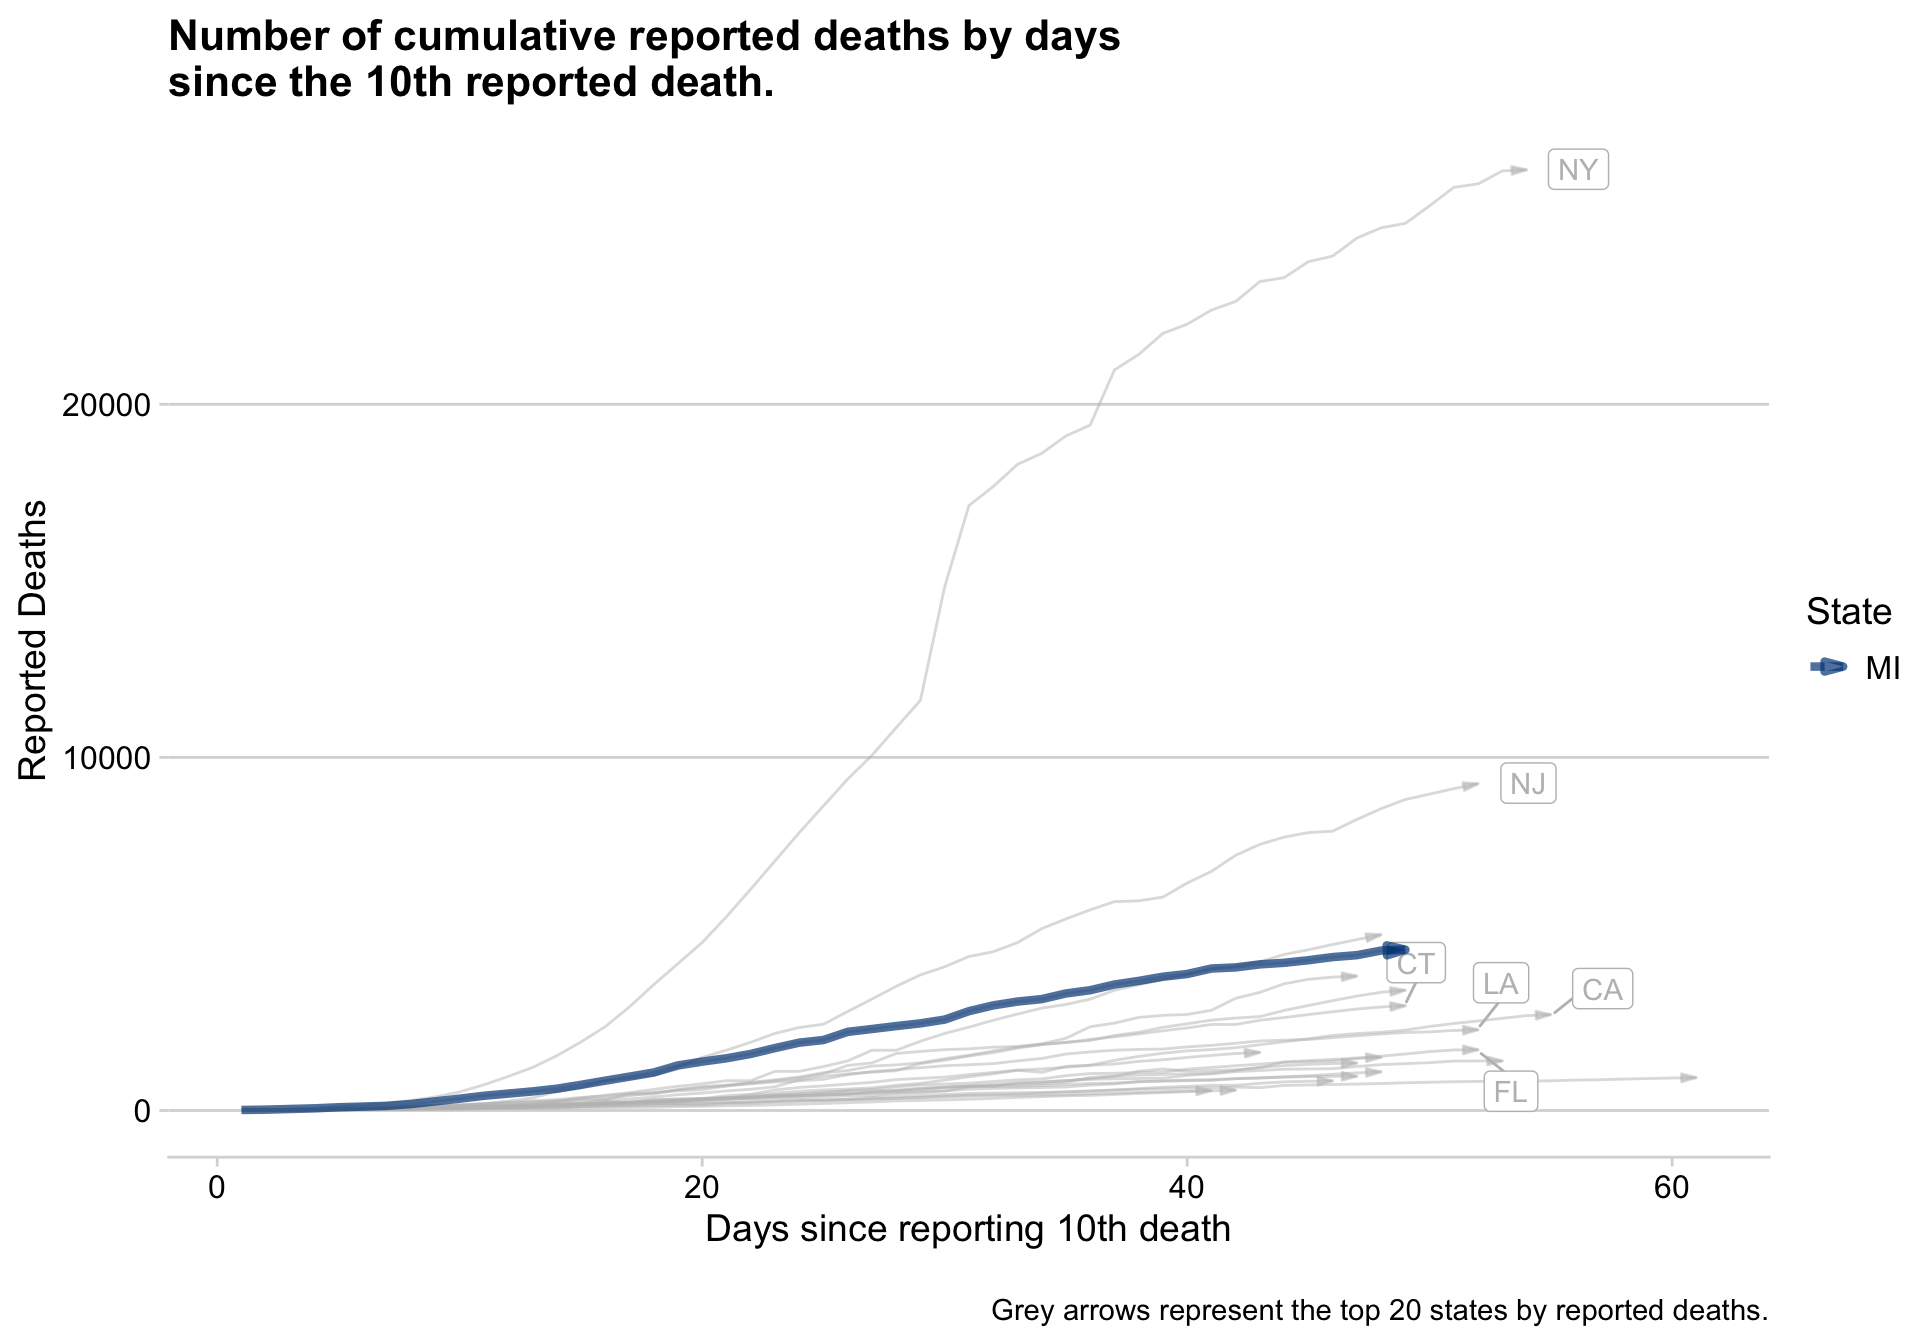 Number of cumulative reported deaths by days
since the 10th reported death.
NY
20000
Reported Deaths
State
MI
10000
NJ
CT
LA
CA
FL
0
0
20
40
60
Days since reporting 10th death
Grey arrows represent the top 20 states by reported deaths.